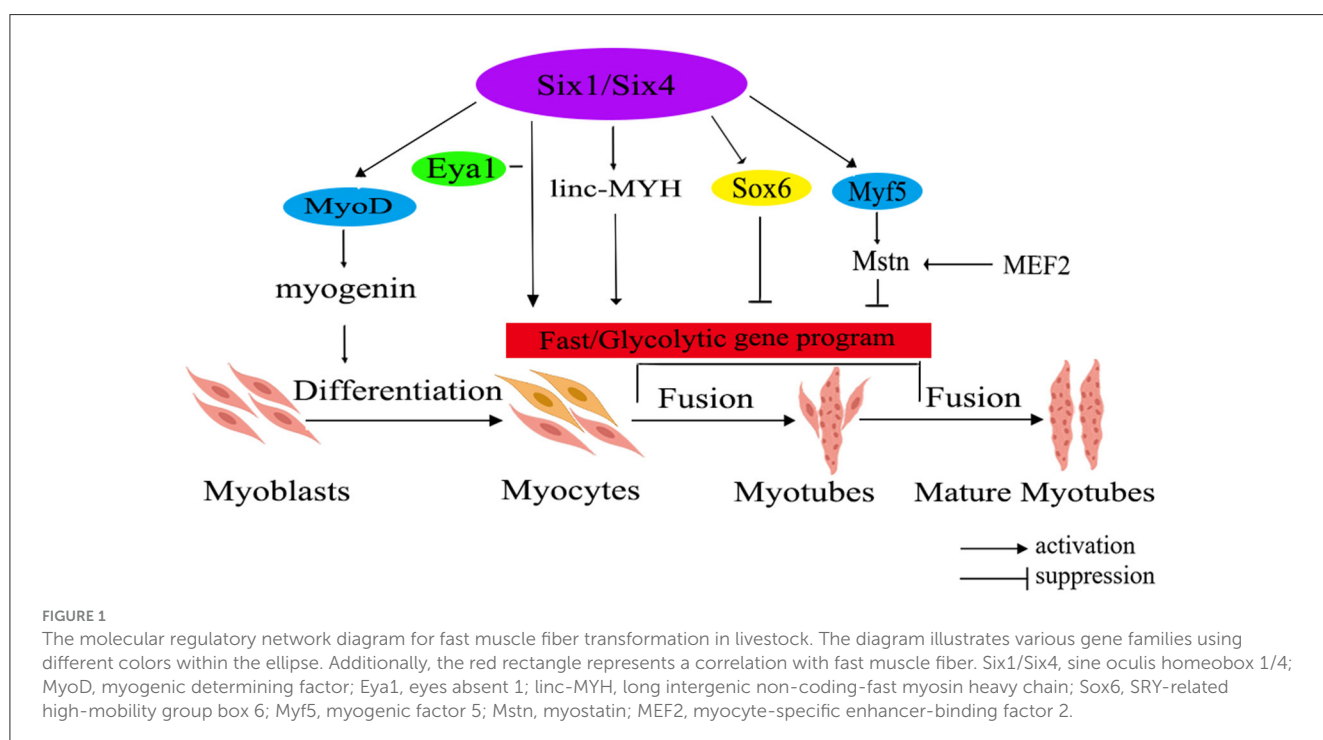 Six1/Six4
Eya1
linc-MYH
Sox6
Myf5
MyoD
Mstn
MEF2
myogenin
Fast/Glycolytic gene program
Differentiation
Fusion
Fusion
Myoblasts
Myocytes
Myotubes
Mature Myotubes
activation
suppression
FIGURE 1
The molecular regulatory network diagram for fast muscle fiber transformation in livestock. The diagram illustrates various gene families using
different colors within the ellipse. Additionally, the red rectangle represents a correlation with fast muscle fiber. Six1/Six4, sine oculis homeobox 1/4;
MyoD, myogenic determining factor; Eya1, eyes absent 1; linc-MYH, long intergenic non-coding-fast myosin heavy chain; Sox6, SRY-related
high-mobility group box 6; Myf5, myogenic factor 5; Mstn, myostatin; MEF2, myocyte-specific enhancer-binding factor 2.